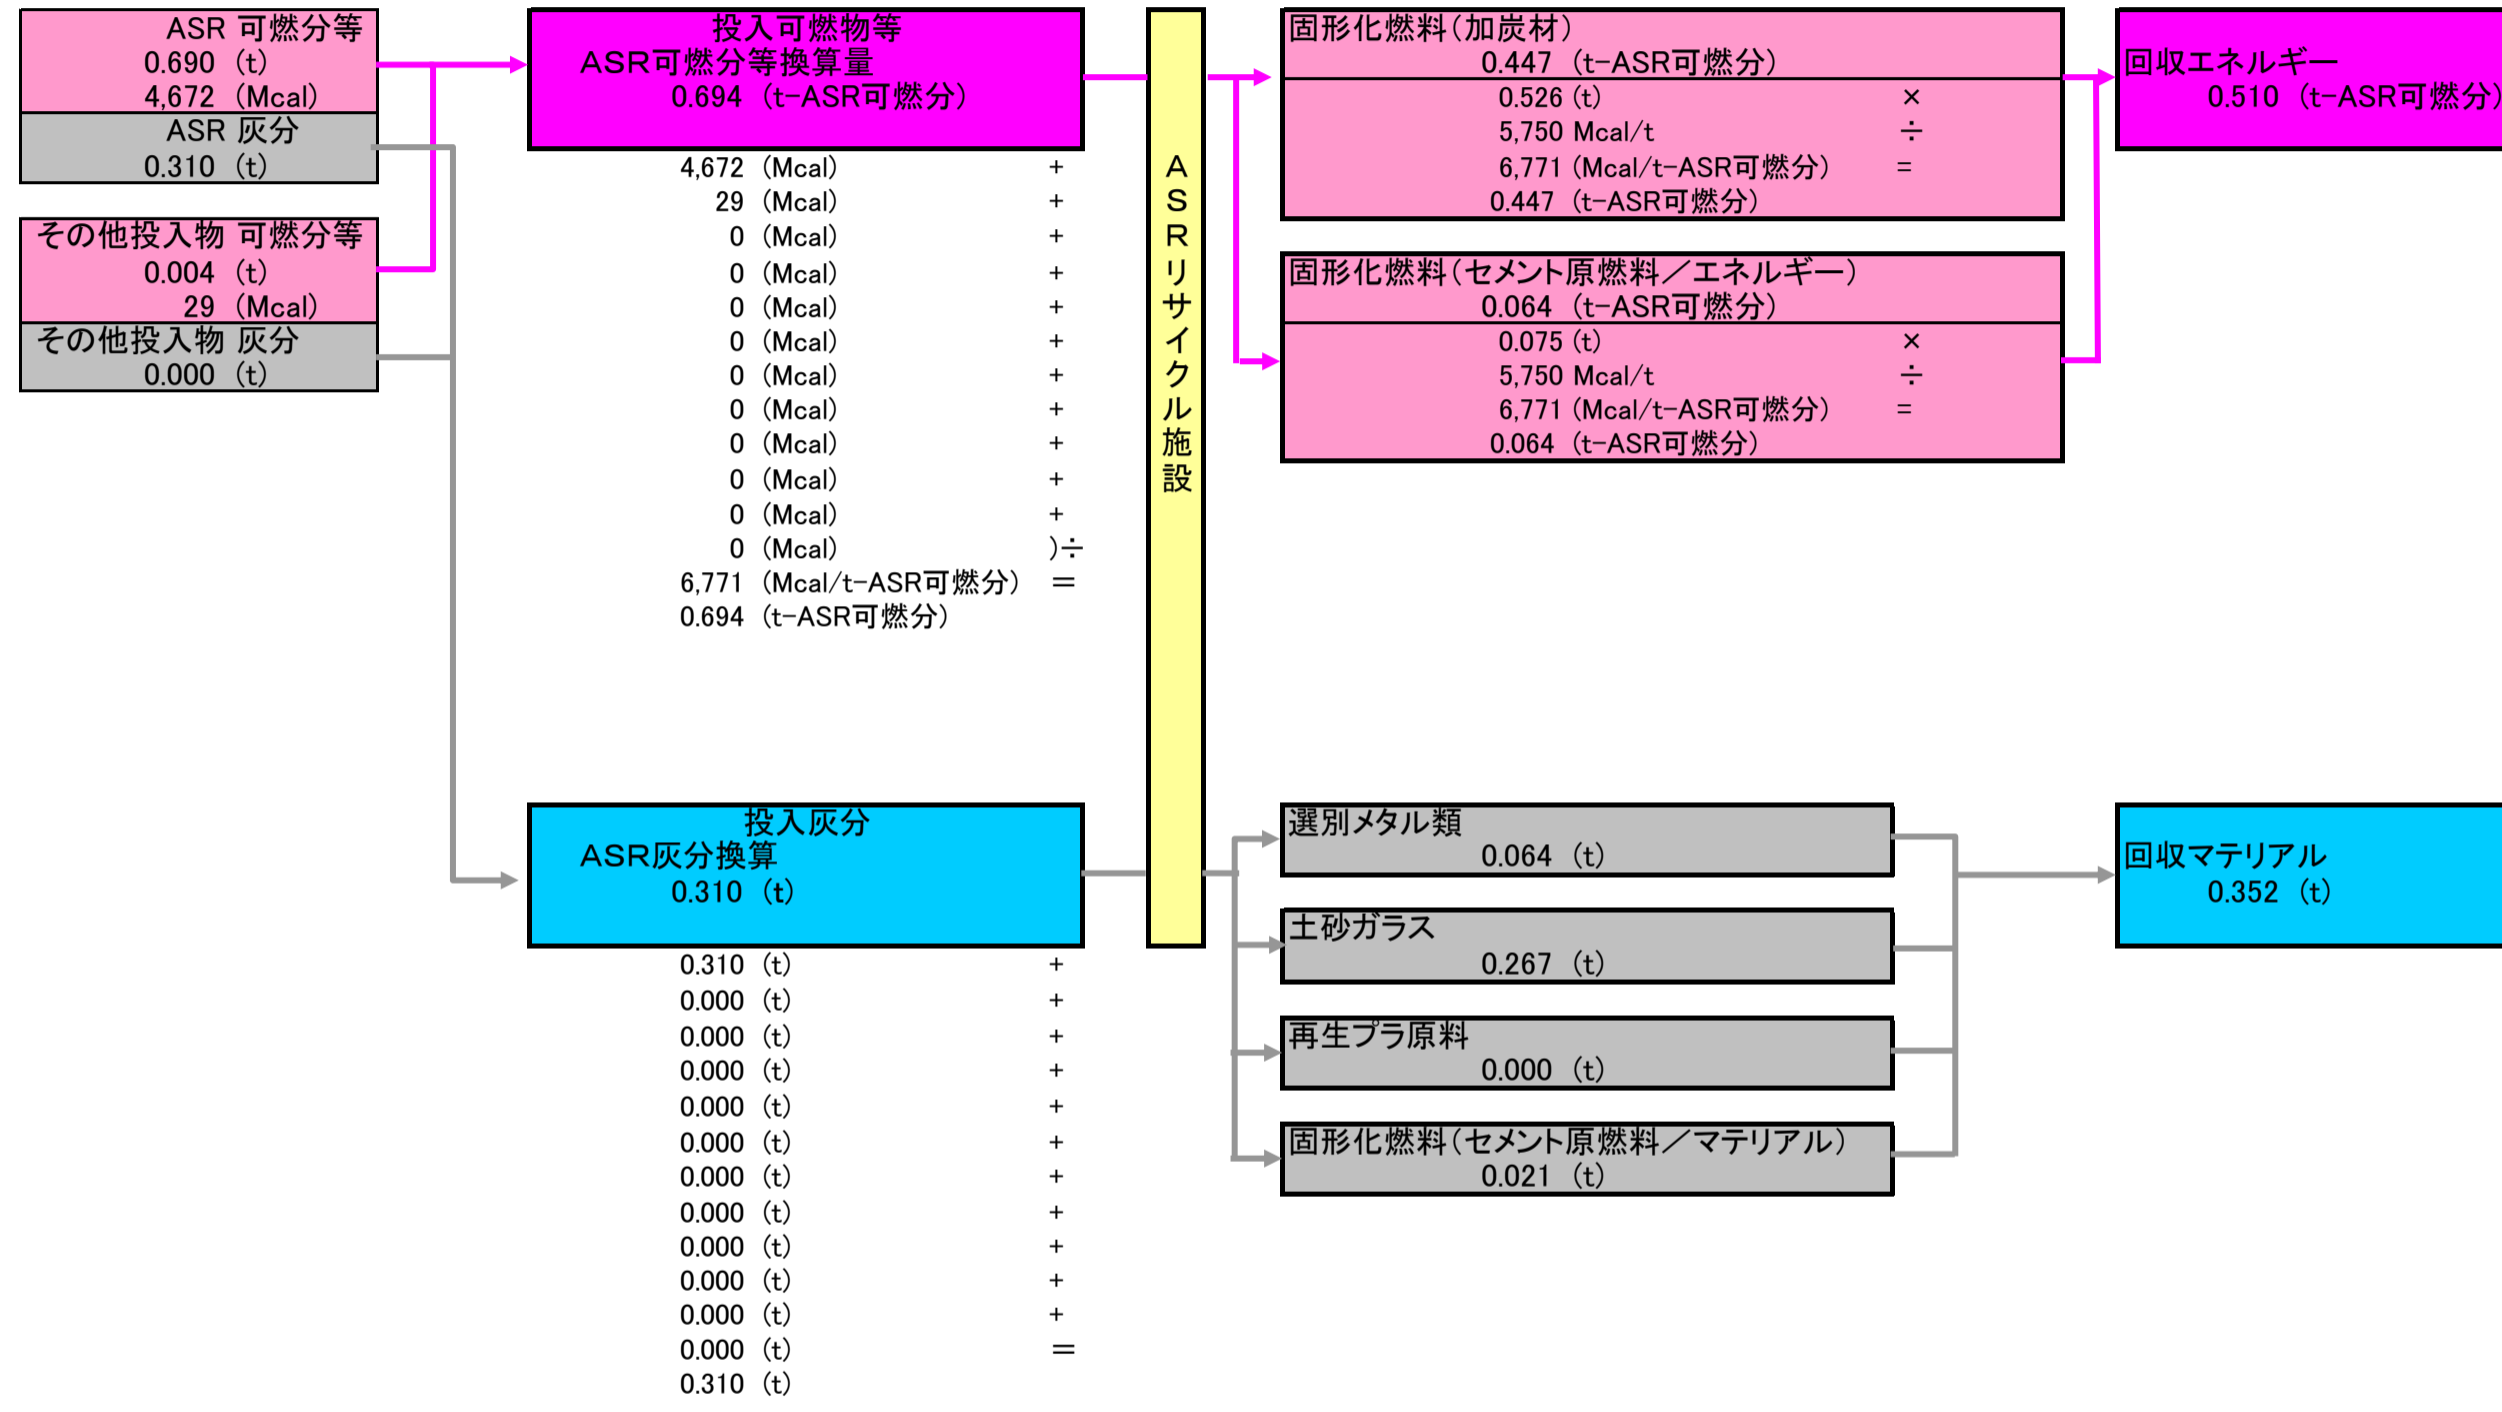 ASR 可燃分等
0.690 (t)
4,672 (Mcal)
ASR 灰分
0.310 (t)
その他投入物 可燃分等
0.004 (t)
29 (Mcal)
その他投入物 灰分
0.000 (t)
投入可燃物等
ASR可燃分等換算量
0.694 (t-ASR可燃分)
4,672 (Mcal) +
29 (Mcal) +
0 (Mcal) +
0 (Mcal) +
0 (Mcal) +
0 (Mcal) +
0 (Mcal) +
0 (Mcal) +
0 (Mcal) +
0 (Mcal) +
0 (Mcal) +
0 (Mcal) )÷
6,771 (Mcal/t-ASR可燃分) ＝
0.694 (t-ASR可燃分)
投入灰分
ASR灰分換算
0.310 (t)
0.310 (t) +
0.000 (t) +
0.000 (t) +
0.000 (t) +
0.000 (t) +
0.000 (t) +
0.000 (t) +
0.000 (t) +
0.000 (t) +
0.000 (t) +
0.000 (t) +
0.000 (t) ＝
0.310 (t)
ASRリサイクル施設
固形化燃料(加炭材)
0.447 (t-ASR可燃分)
0.526 (t) ×
5,750 Mcal/t ÷
6,771 (Mcal/t-ASR可燃分) =
0.447 (t-ASR可燃分)
固形化燃料(セメント原燃料／エネルギー)
0.064 (t-ASR可燃分)
0.075 (t) ×
5,750 Mcal/t ÷
6,771 (Mcal/t-ASR可燃分) =
0.064 (t-ASR可燃分)
選別メタル類
0.064 (t)
土砂ガラス
0.267 (t)
再生プラ原料
0.000 (t)
固形化燃料(セメント原燃料／マテリアル)
0.021 (t)
回収エネルギー
0.510 (t-ASR可燃分)
回収マテリアル
0.352 (t)